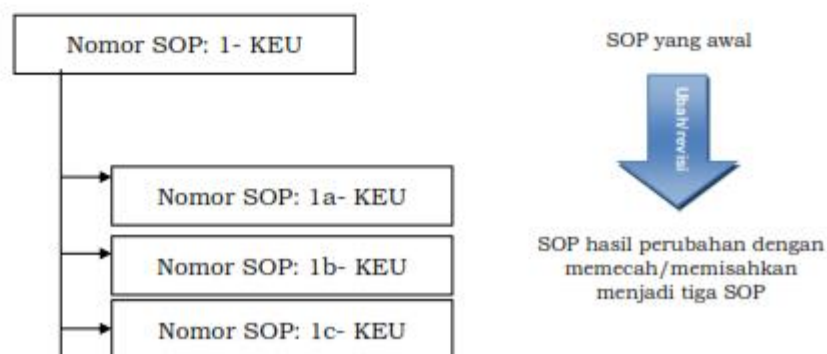 Nomor SOP: 1- KEU
SOP yang awal
Ubah/revisi
Nomor SOP: 1a- KEU
Nomor SOP: 1b- KEU
Nomor SOP: 1c- KEU
SOP hasil perubahan dengan
memecah/memisahkan
menjadi tiga SOP